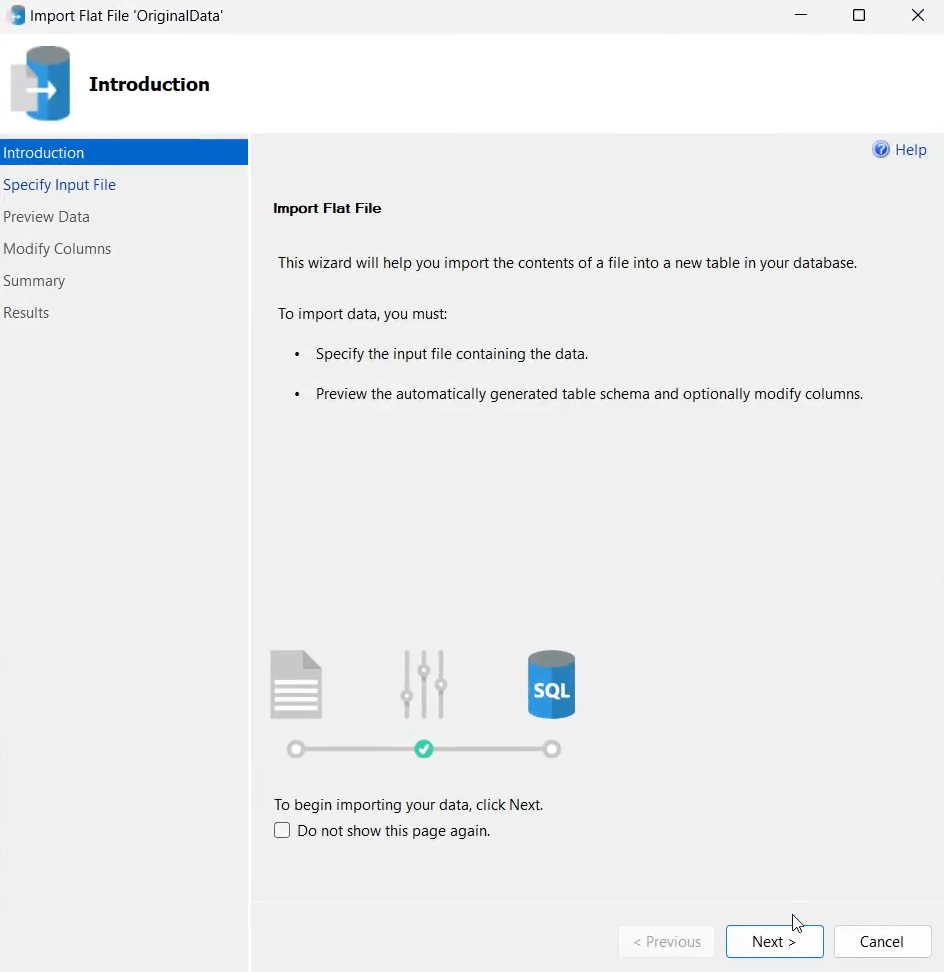 Import Flat File 'OriginalData'
Introduction
Introduction
Specify Input File
Preview Data
Modify Columns
Summary
Results
Help
Import Flat File
This wizard will help you import the contents of a file into a new table in your database.
To import data, you must:
• Specify the input file containing the data.
• Preview the automatically generated table schema and optionally modify columns.
SQL
To begin importing your data, click Next.
Do not show this page again.
< Previous
Next >
Cancel